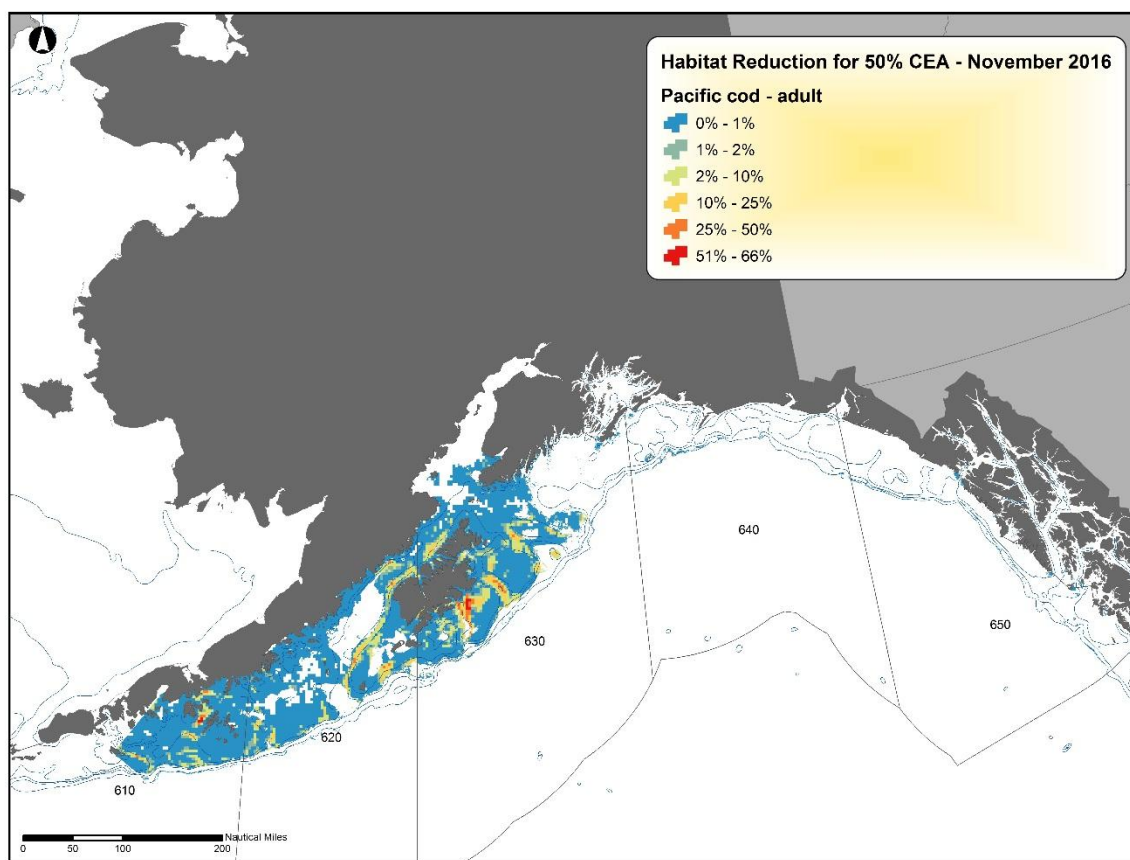 Habitat Reduction for 50% CEA - November 2016
Pacific cod - adult
0% - 1%
1% - 2%
2% - 10%
10% - 25%
25% - 50%
51% - 66%
640
650
630
620
610
Nautical Miles
0 50 100 200